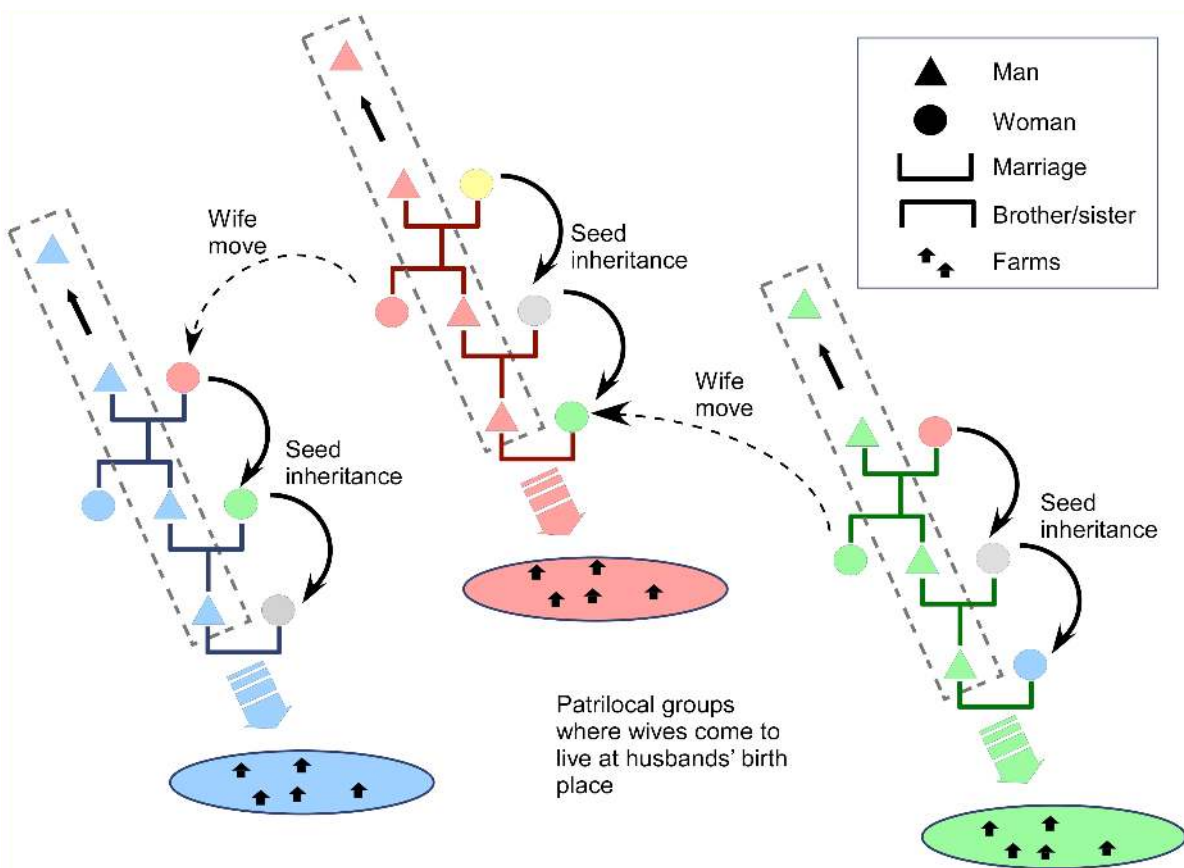 Man
Woman
Marriage
Brother/sister
Farms
Wife
move
Seed
inheritance
Wife
move
Seed
inheritance
Seed
inheritance
Patrilocal groups
where wives come to
live at husbands' birth
place